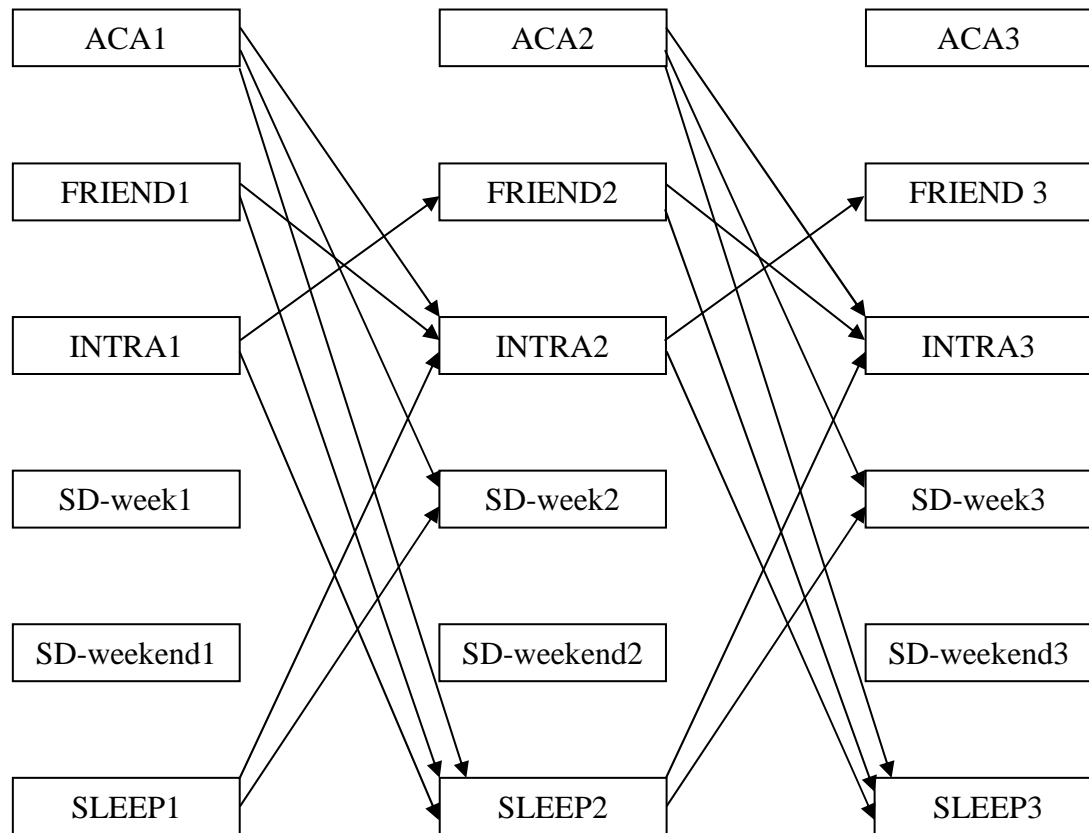 ACA1 ACA2 ACA3
FRIEND1 FRIEND2 FRIEND 3
INTRA1 INTRA2 INTRA3
SD-week1 SD-week2 SD-week3
SD-weekend1 SD-weekend2 SD-weekend3
SLEEP1 SLEEP2 SLEEP3